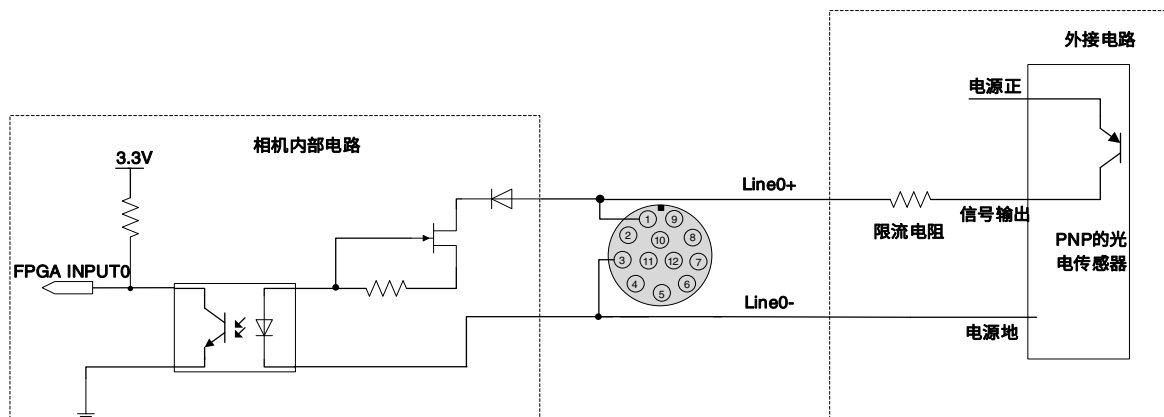 外接电路
电源正
相机内部电路
3.3V
Line0+
限流电阻
信号输出
PNP的光
电传感器
FPGA INPUT0
1
9
2
10
8
3
11
12
7
4
5
6
Line0-
电源地